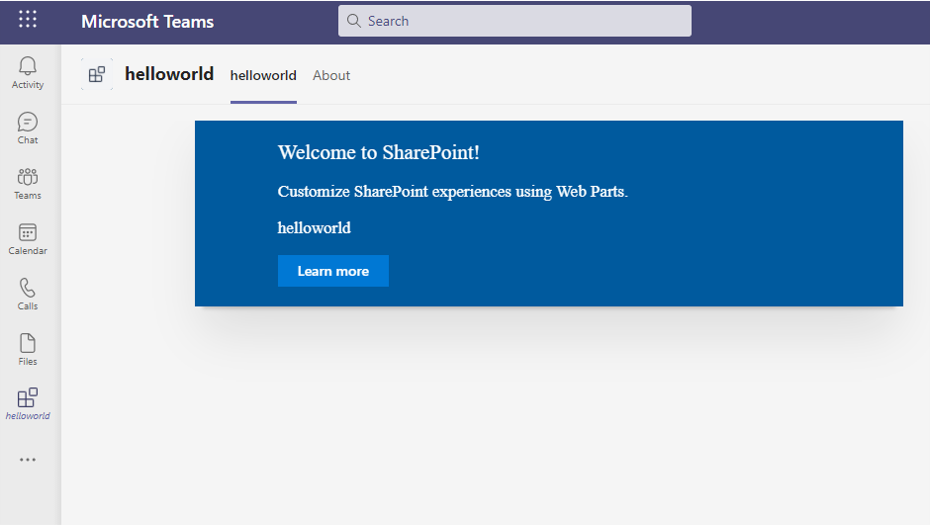 Microsoft Teams
Search
Activity
Chat
Teams
Calendar
Calls
Files
helloworld
helloworld helloworld About
Welcome to SharePoint!
Customize SharePoint experiences using Web Parts.
helloworld
Learn more